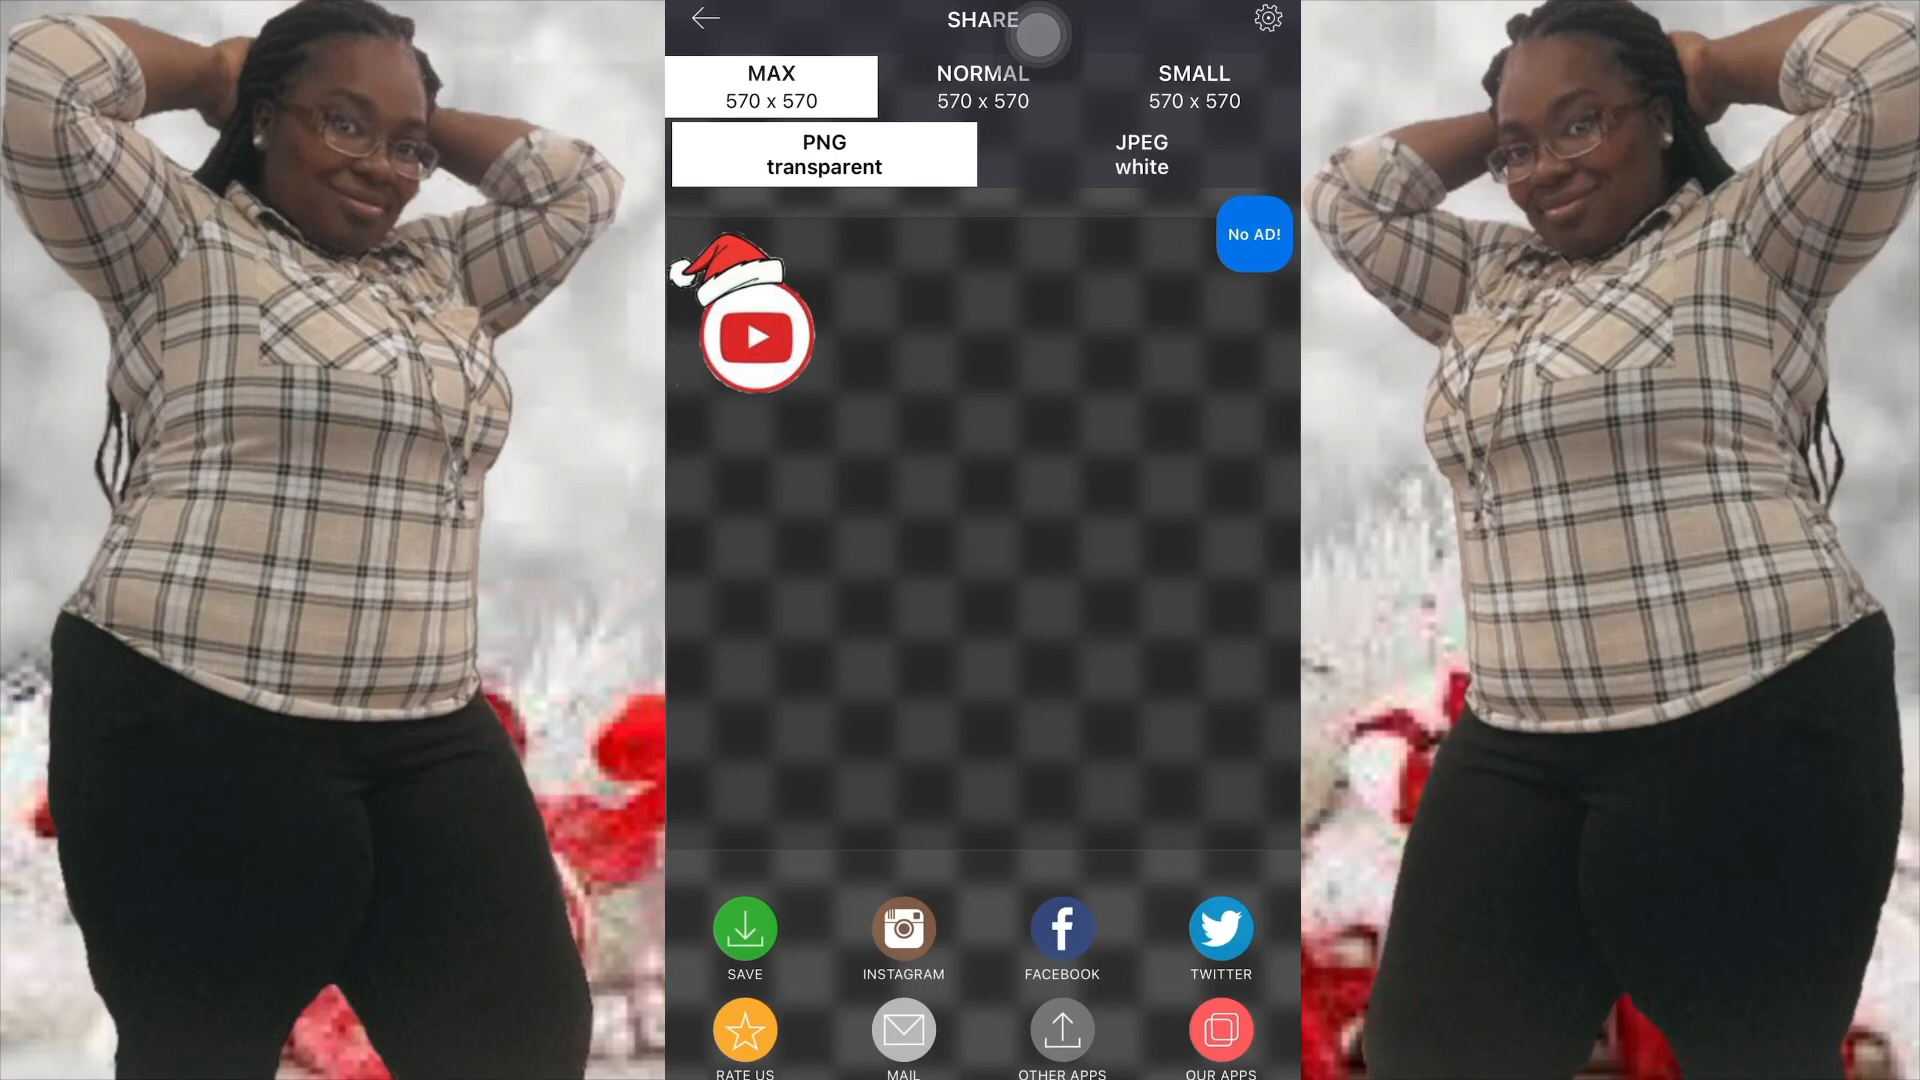 SHARE
MAX
570 x 570
NORMAL
570 x 570
SMALL
570 x 570
PNG
transparent
JPEG
white
No AD!
SAVE
INSTAGRAM
FACEBOOK
TWITTER
RATE US
MAIL
OTHER APPS
OUR APPS